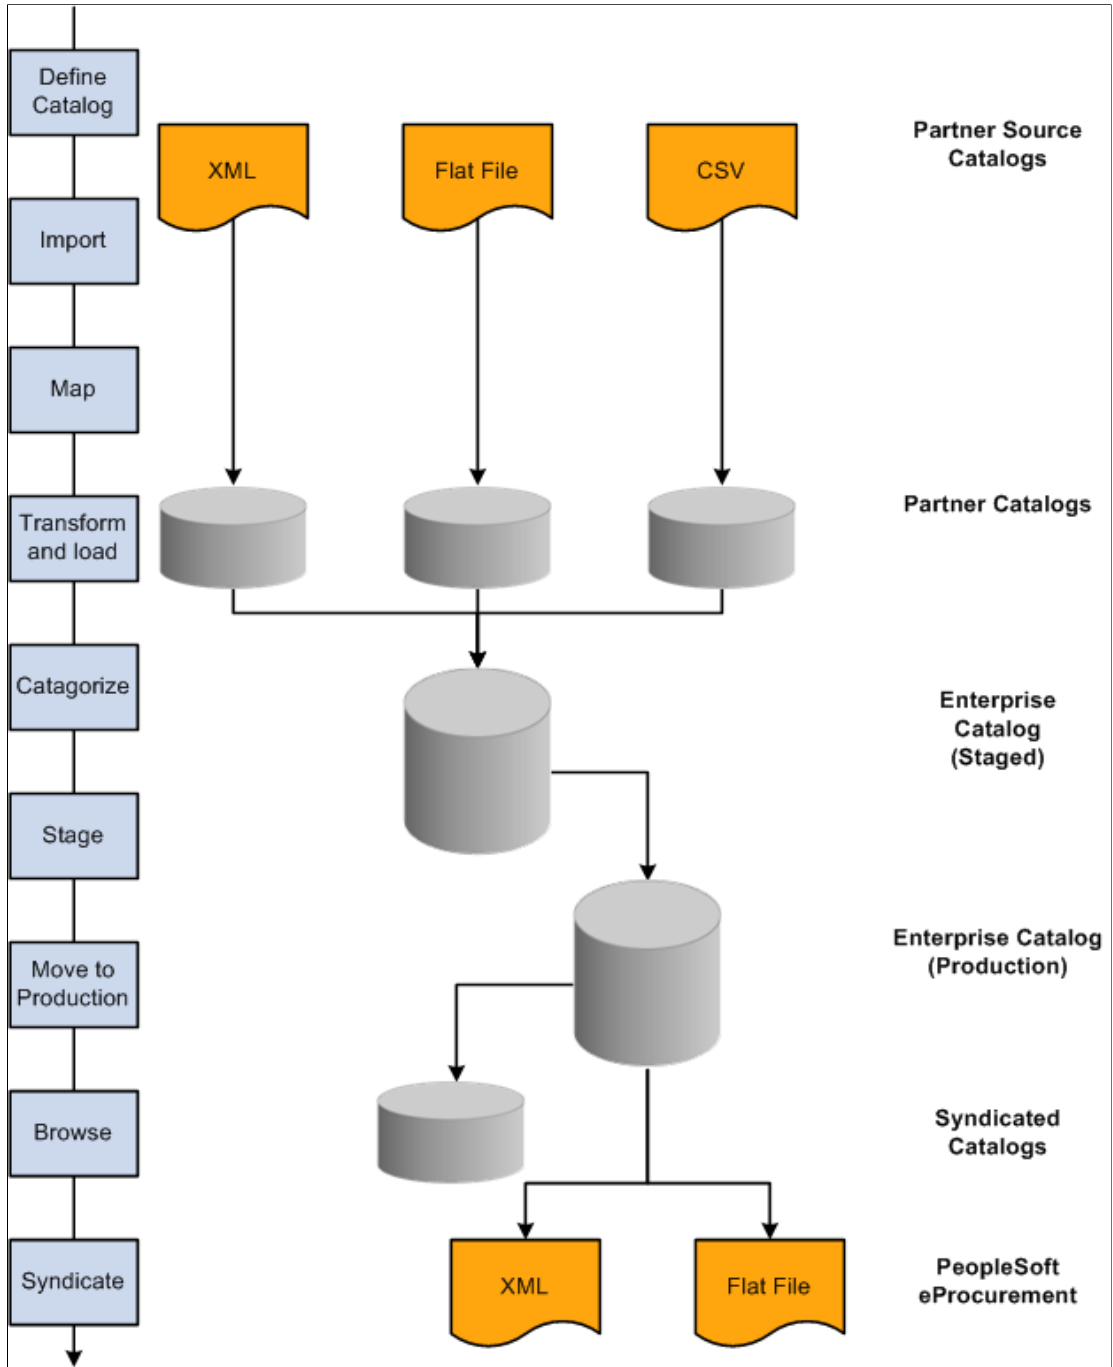 Define
Catalog
Import
Map
Transform
and load
Catagorize
Stage
Move to
Production
Browse
Syndicate
XML
Flat File
CSV
Partner Source
Catalogs
Partner Catalogs
Enterprise
Catalog
(Staged)
Enterprise Catalog
(Production)
Syndicated
Catalogs
XML
Flat File
PeopleSoft
eProcurement